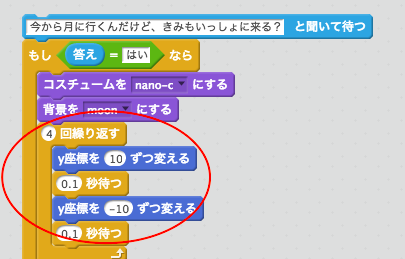 今から月に行くんだけど、きみもいっしょに来る？ と聞いて待つ
もし 答え = はい なら
コスチュームを nano-c にする
背景を moon にする
4 回繰り返す
y座標を 10 ずつ変える
0.1 秒待つ
y座標を -10 ずつ変える
0.1 秒待つ